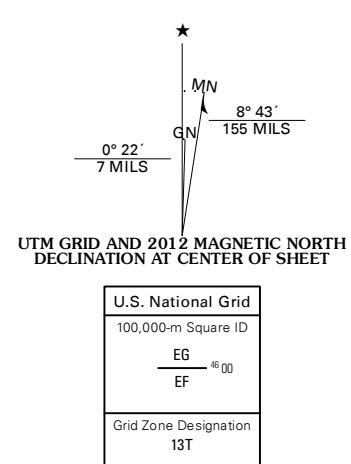 MN
8° 43´
155 MILS
GN
0° 22´
7 MILS
UTM GRID AND 2012 MAGNETIC NORTH
DECLINATION AT CENTER OF SHEET
U.S. National Grid
100,000-m Square ID
EG
46 00
EF
Grid Zone Designation
13T